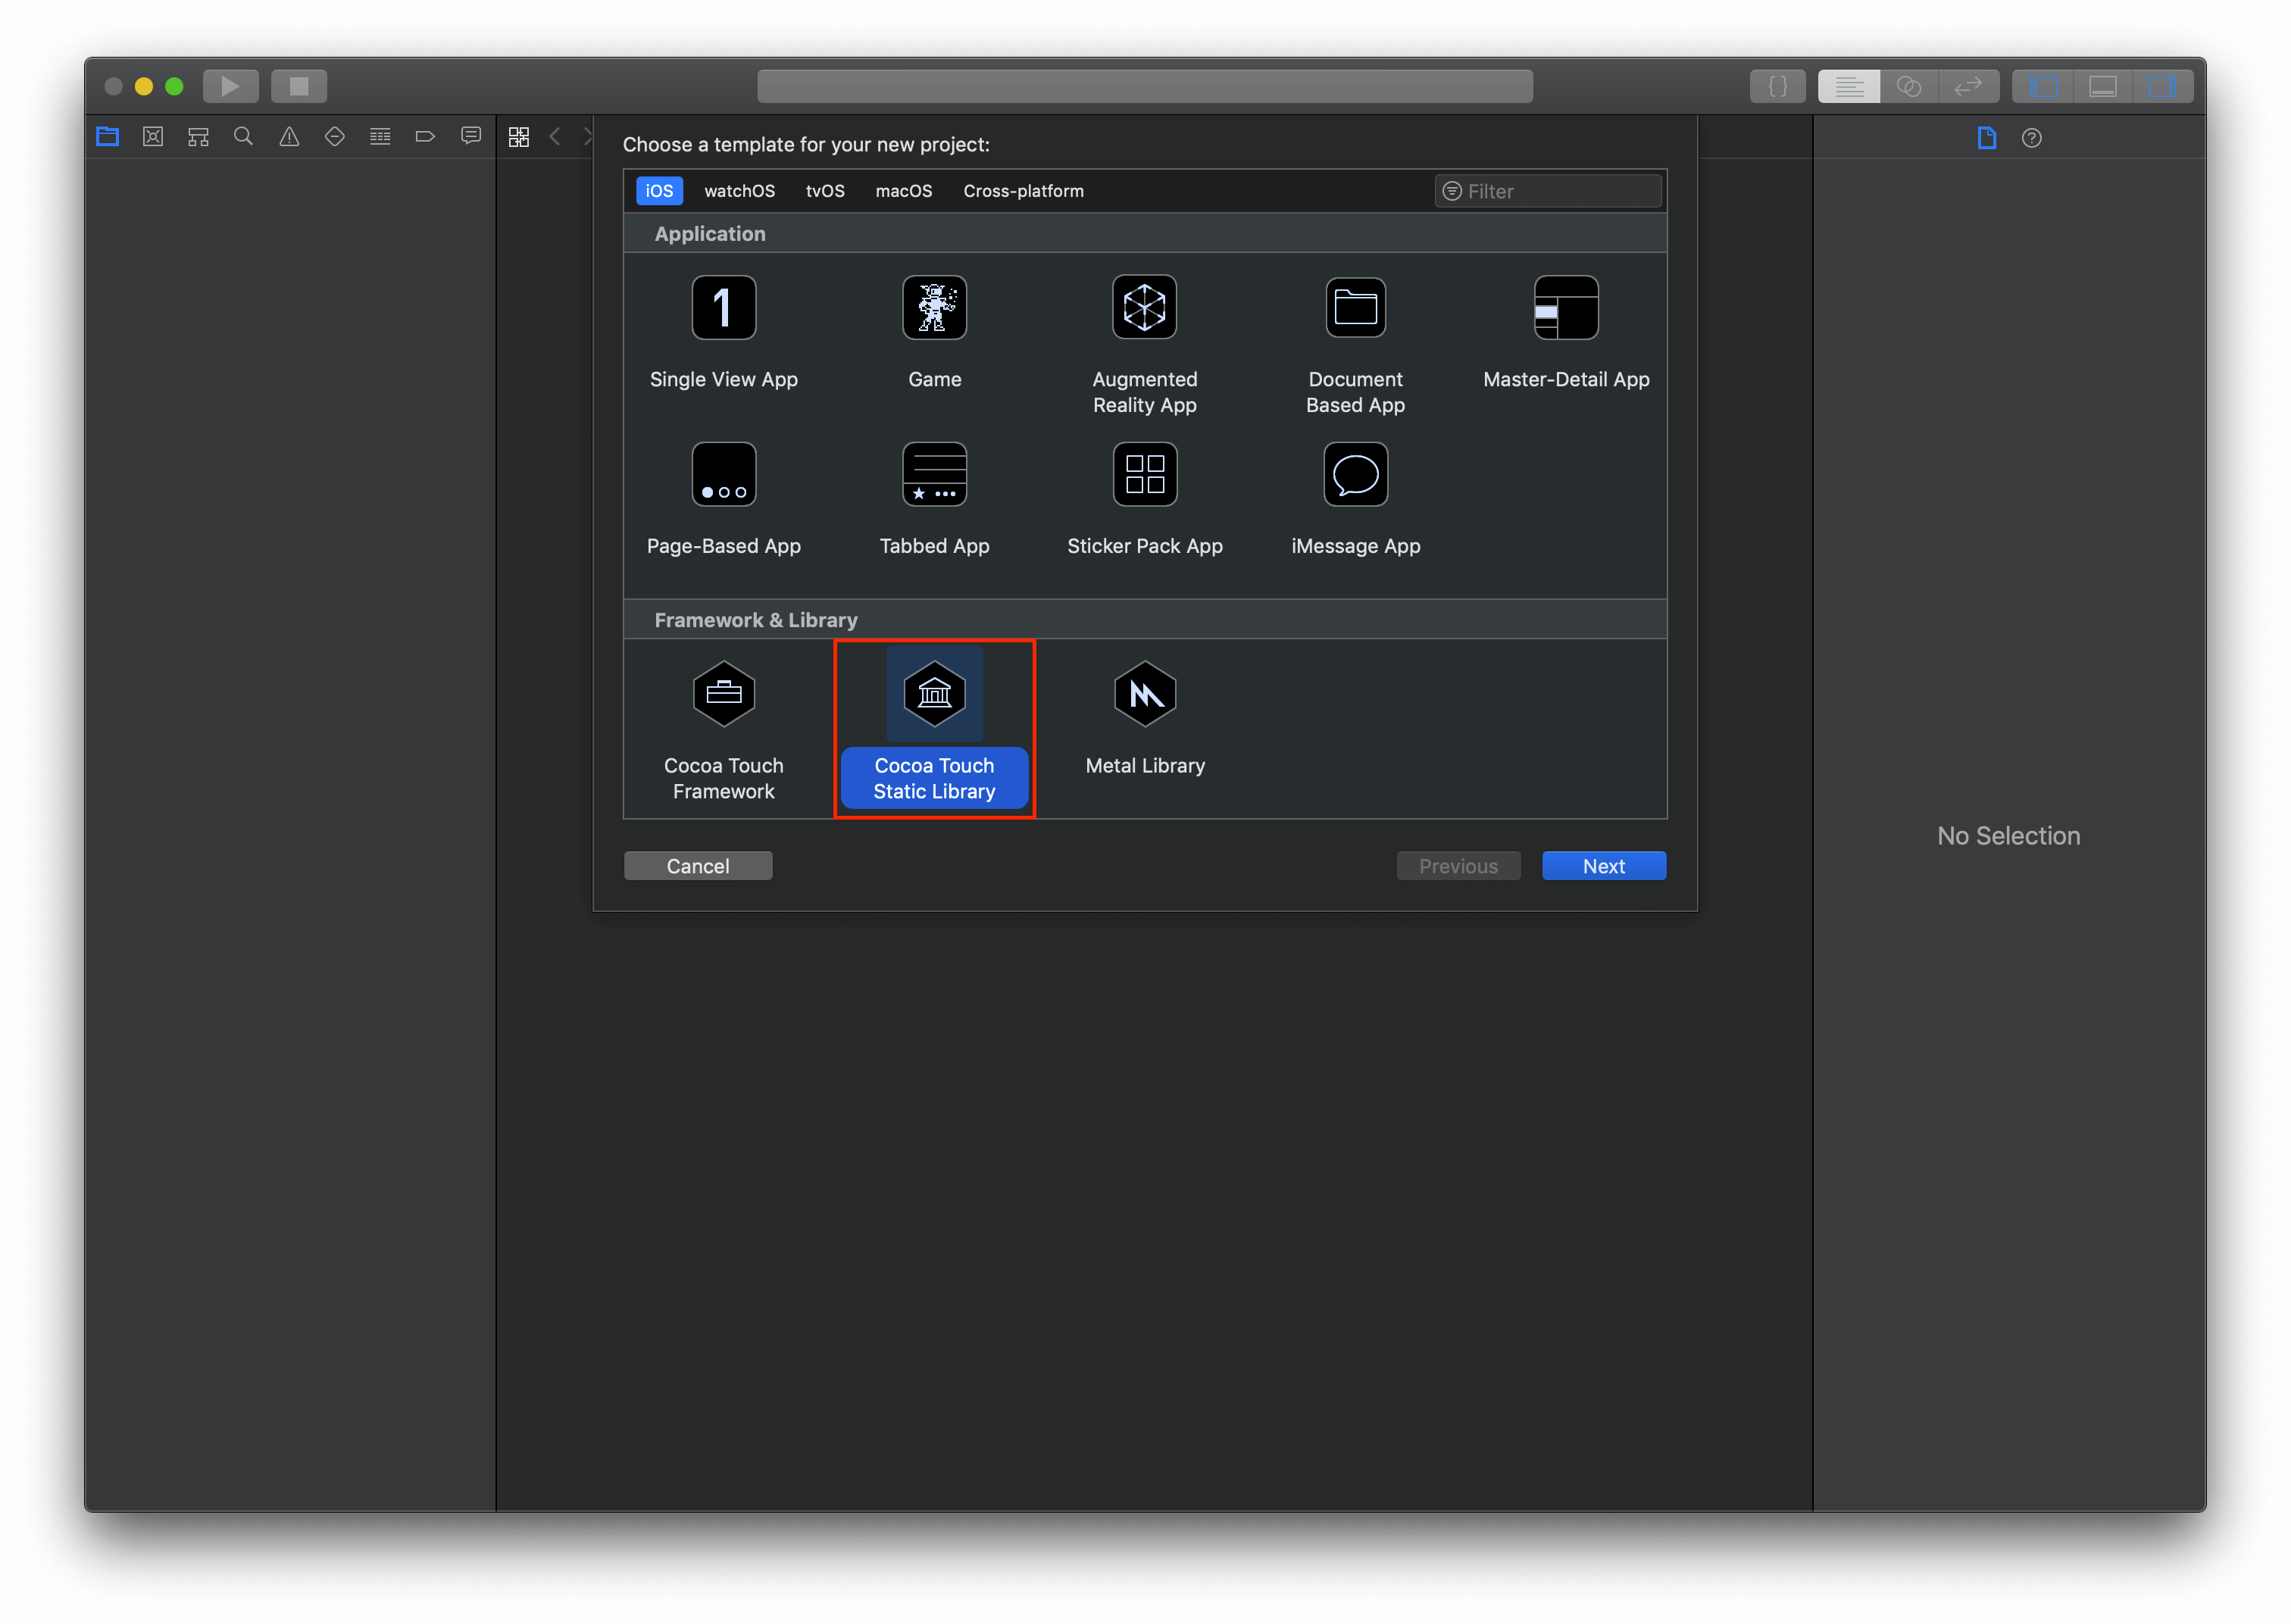 Choose a template for your new project:
iOS watchOS tvOS macOS Cross-platform Filter
Application
1
Single View App Game Augmented Reality App Document Based App Master-Detail App
Page-Based App Tabbed App Sticker Pack App iMessage App
Framework & Library
Cocoa Touch Framework Cocoa Touch Static Library Metal Library
No Selection
Cancel Previous Next